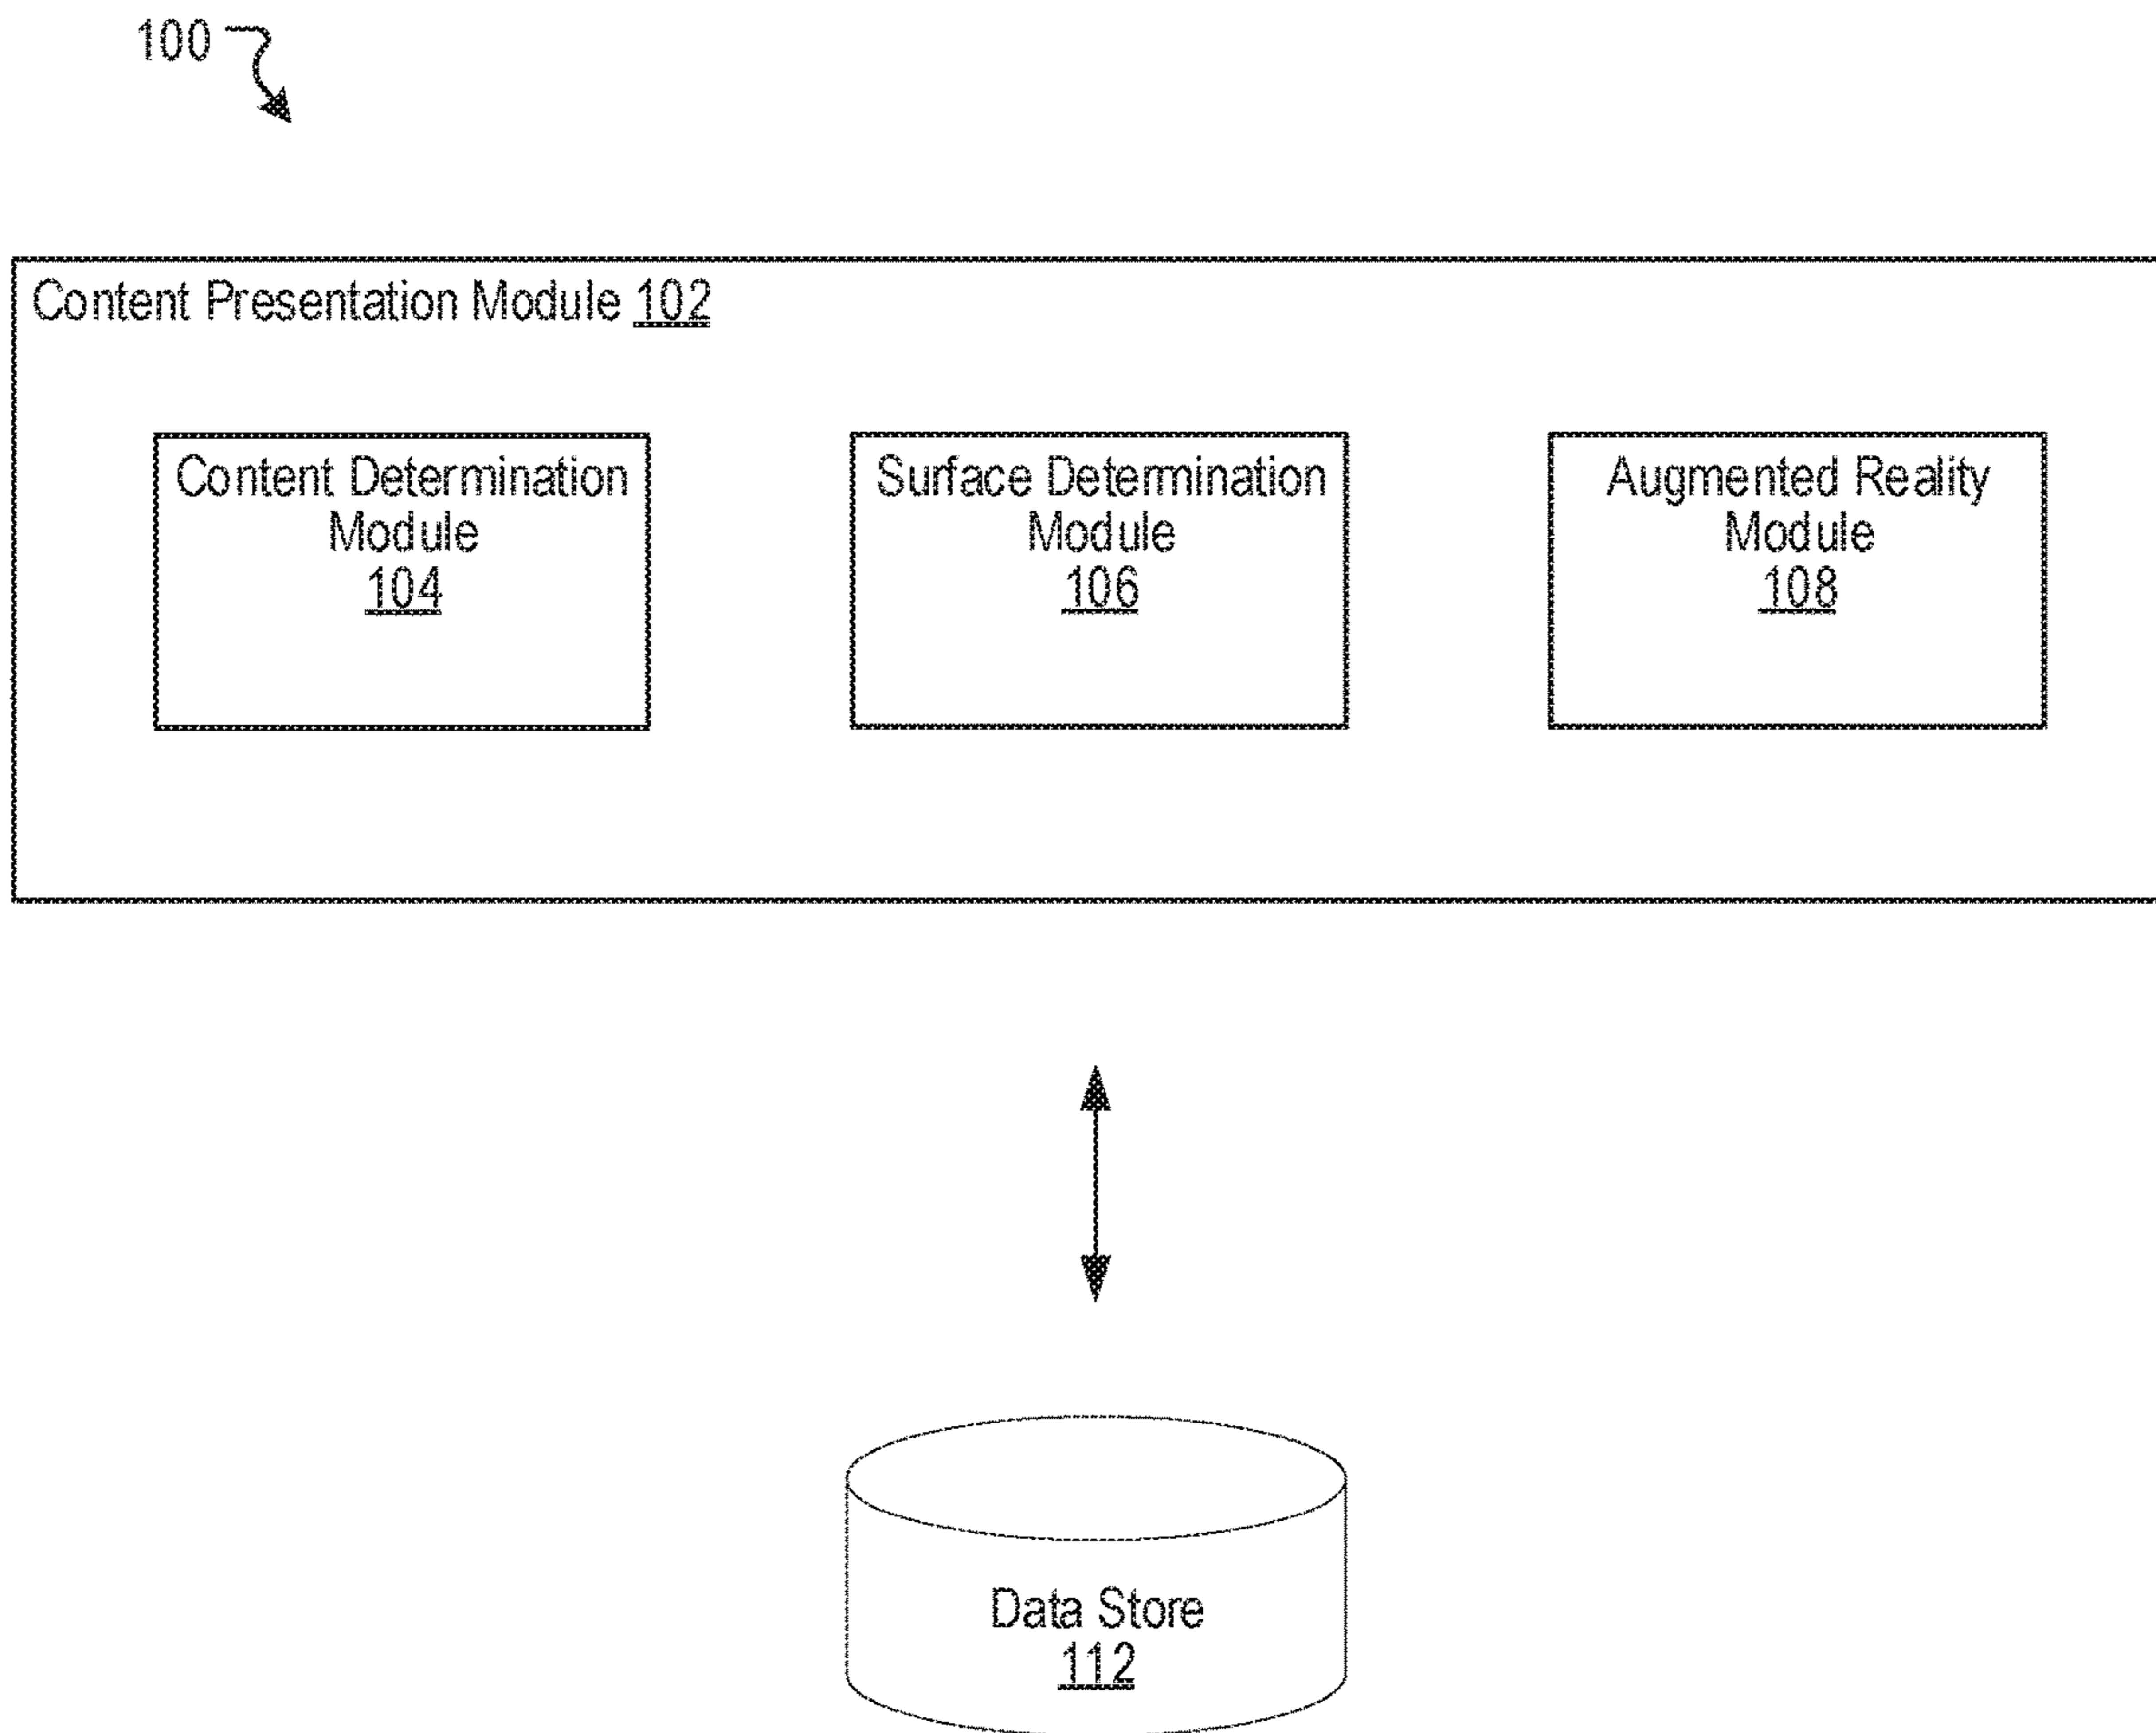 100
Content Presentation Module 102
Content Determination
Module
104
Surface Determination
Module
106
Augmented Reality
Module
108
Data Store
112